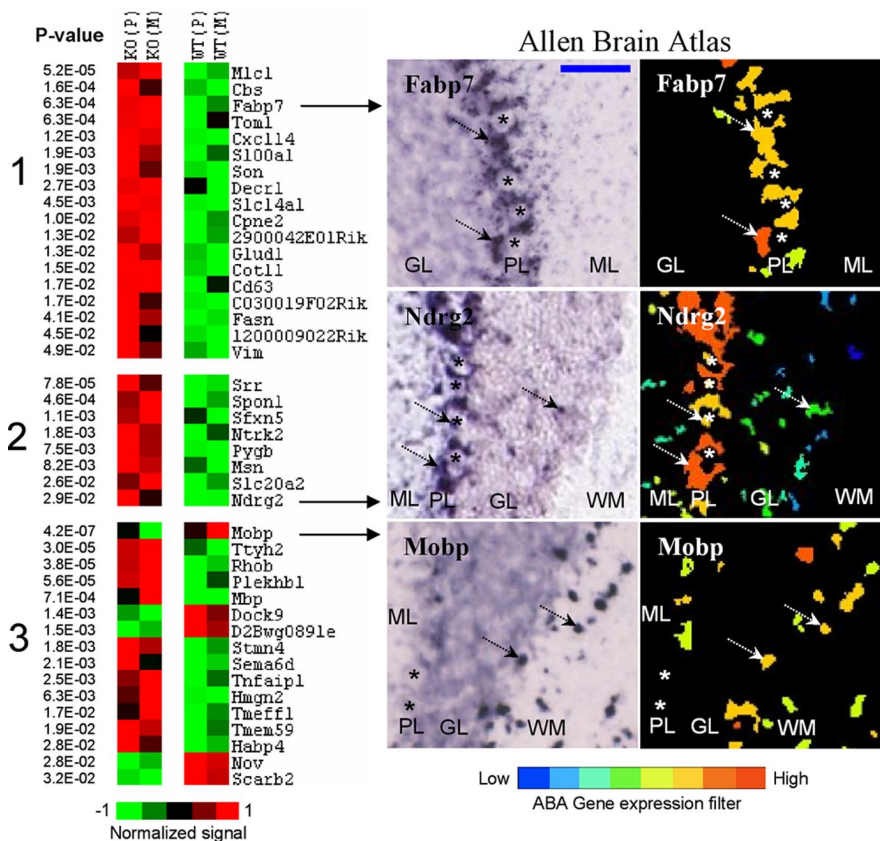 P-value
KO(P)
KO(M)
WT(P)
WT(M)
Allen Brain Atlas
1
5.2E-05 Mlc1
1.6E-04 Cbs
6.3E-04 Fabp7
6.3E-04 Tom1
1.2E-03 Cxcl14
1.9E-03 S100a1
1.9E-03 Son
2.7E-03 Decr1
4.5E-03 Slc14a1
1.0E-02 Cpne2
1.3E-02 2900042E01Rik
1.3E-02 Glud1
1.5E-02 Cotl1
1.7E-02 Cd63
1.7E-02 C030019F02Rik
4.1E-02 Fasn
4.5E-02 1200009O22Rik
4.9E-02 Vim
2
7.8E-05 Srr
4.6E-04 Spon1
1.1E-03 Sfxn5
1.8E-03 Ntrk2
7.5E-03 Pygb
8.2E-03 Msn
2.6E-02 Slc20a2
2.9E-02 Ndrg2
3
4.2E-07 Mobp
3.0E-05 Ttyh2
3.8E-05 Rhob
5.6E-05 Plekhb1
7.1E-04 Mbp
1.4E-03 Dock9
1.5E-03 D2Bwg0891e
1.8E-03 Stmn4
2.1E-03 Sema6d
2.5E-03 Tnfaip1
6.3E-03 Hmgn2
1.7E-02 Tmeff1
1.9E-02 Tmem59
2.8E-02 Habp4
2.8E-02 Nov
3.2E-02 Scarb2
-1 1
Normalized signal
Fabp7
* * * *
GL PL ML
Fabp7
* * * *
GL PL ML
Ndrg2
* * * *
ML PL GL WM
Ndrg2
* * * *
ML PL GL WM
Mobp
ML
* *
PL GL WM
Mobp
ML
* *
PL GL WM
Low High
ABA Gene expression filter